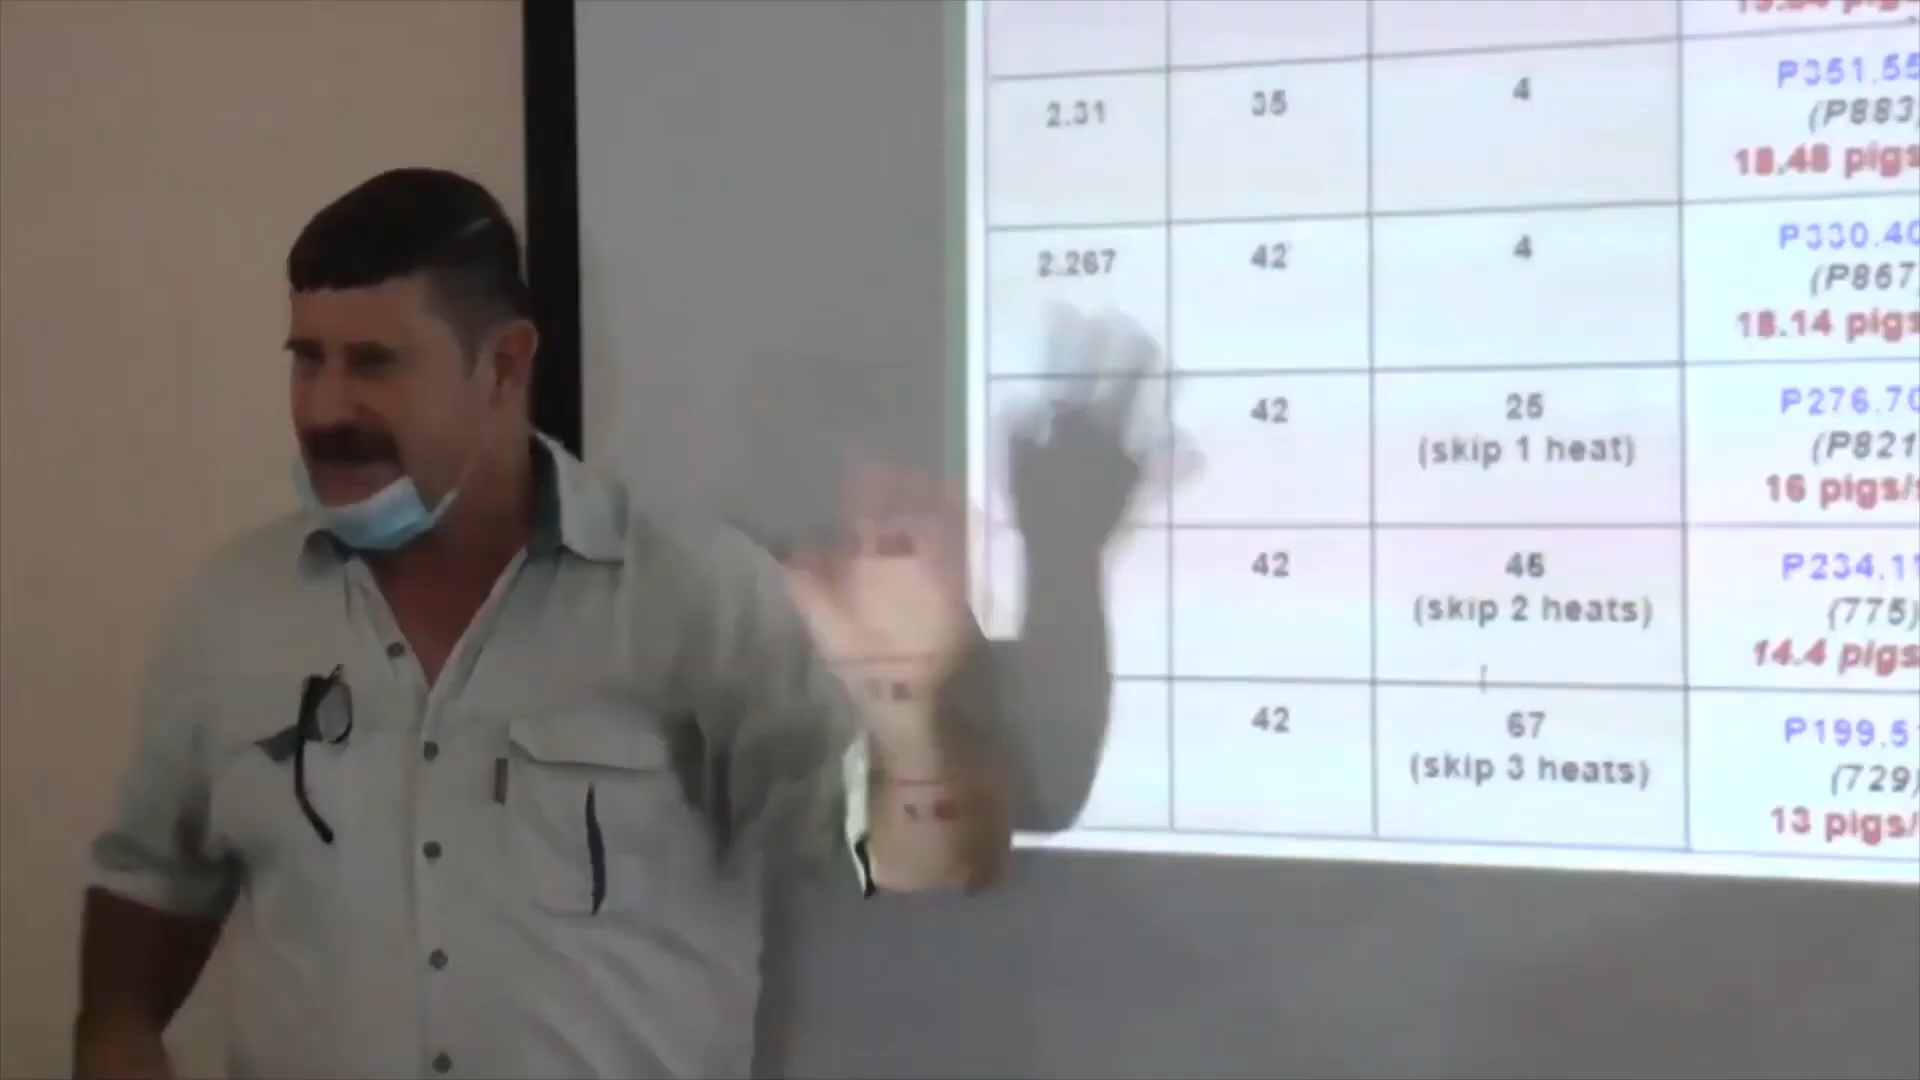 2.31 35 4 P351.55
(P883)
18.48 pigs
2.267 42 4 P330.40
(P867
18.14 pigs
42 25 P276.70
(skip 1 heat) (P821
16 pigs/
42 46 P234.11
(skip 2 heats) (775)
14.4 pigs
42 67 P199.5
(skip 3 heats) (729)
13 pigs/